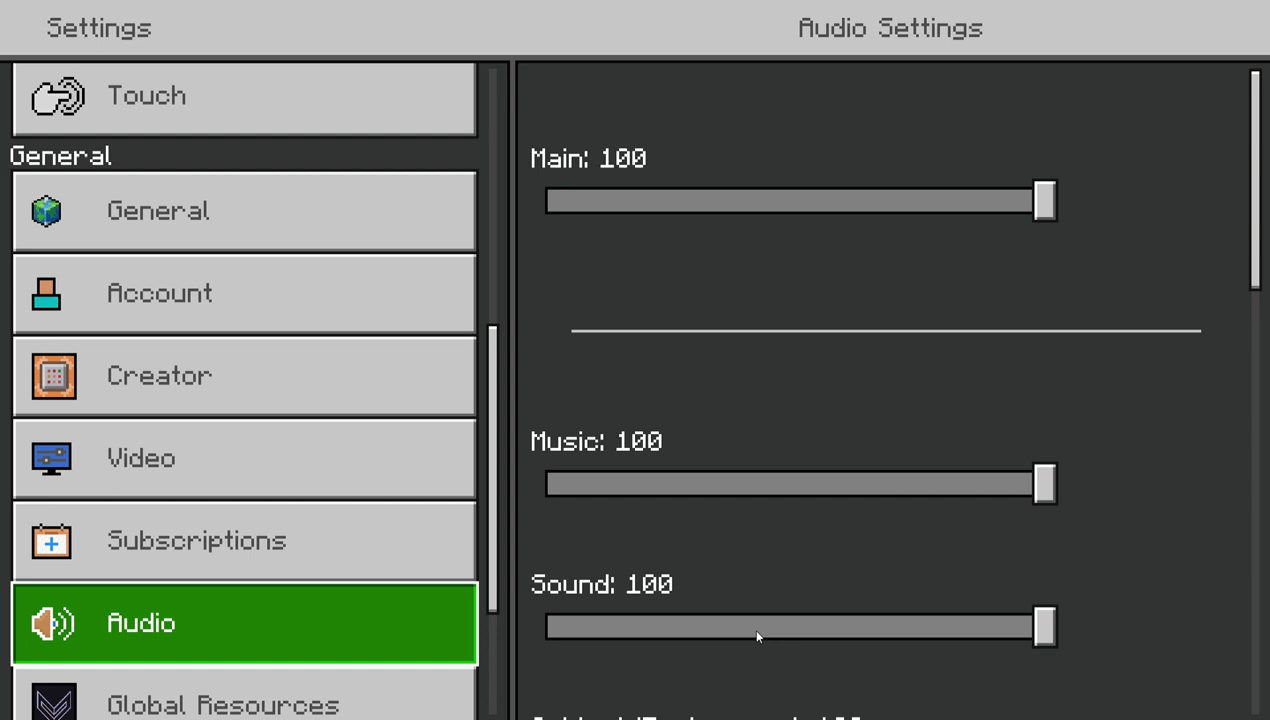 Settings
Audio Settings
Touch
General
General
Account
Creator
Video
Subscriptions
Audio
Global Resources
Main: 100
Music: 100
Sound: 100